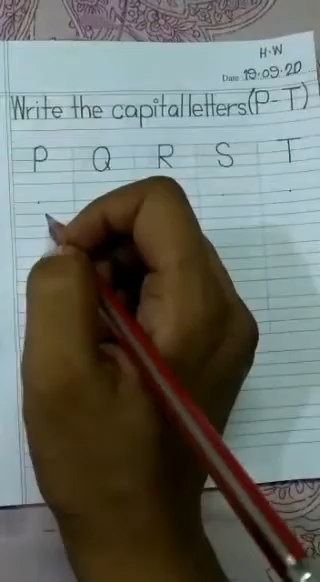 H.W
Date 19.09.20
Write the capital letters (P-T)
P Q R S T